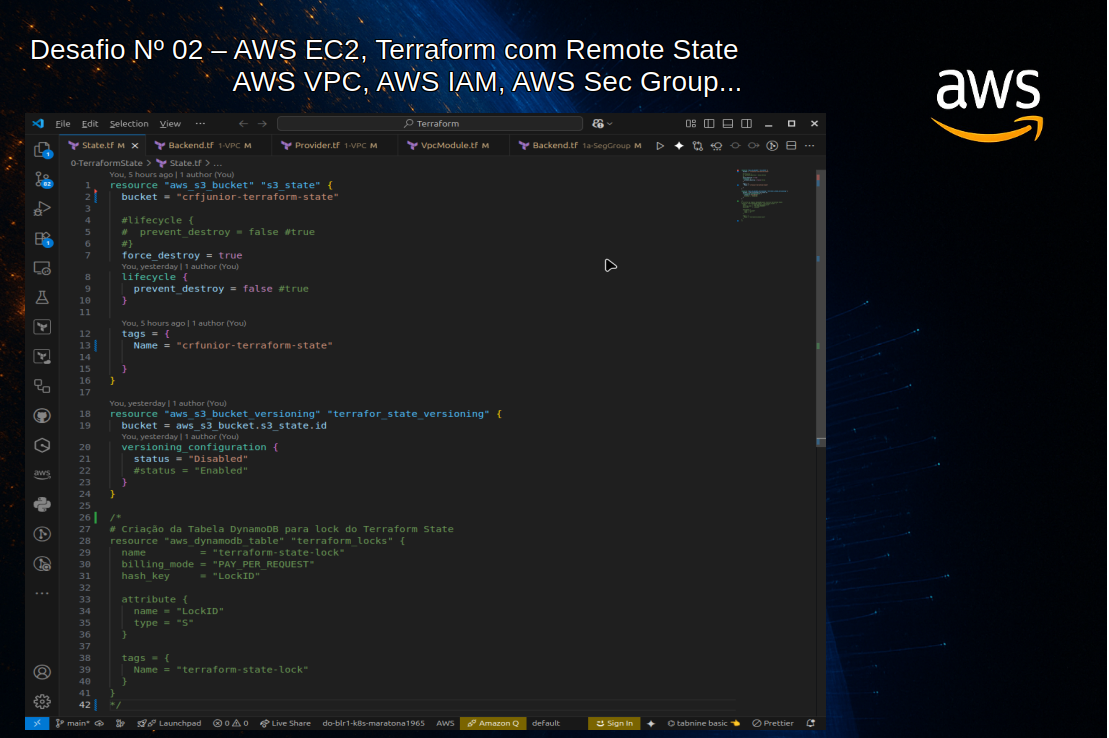 Desafio Nº 02 – AWS EC2, Terraform com Remote State
AWS VPC, AWS IAM, AWS Sec Group...
aws
File Edit Selection View ··· Terraform
State.tf M Backend.tf 1-VPC M Provider.tf 1-VPC M VpcModule.tf M Backend.tf 1a-SegGroup M
0-TerraformState > State.tf > ...
You, 5 hours ago | 1 author (You)
1 resource "aws_s3_bucket" "s3_state" {
2 bucket = "crfjunior-terraform-state"
3
4 #lifecycle {
5 #  prevent_destroy = false #true
6 #}
7 force_destroy = true
You, yesterday | 1 author (You)
8 lifecycle {
9 prevent_destroy = false #true
10 }
11
You, 5 hours ago | 1 author (You)
12 tags = {
13 Name = "crfunior-terraform-state"
14
15 }
16 }
17
You, yesterday | 1 author (You)
18 resource "aws_s3_bucket_versioning" "terrafor_state_versioning" {
19 bucket = aws_s3_bucket.s3_state.id
You, yesterday | 1 author (You)
20 versioning_configuration {
21 status = "Disabled"
22 #status = "Enabled"
23 }
24 }
25
26 /*
27 # Criação da Tabela DynamoDB para lock do Terraform State
28 resource "aws_dynamodb_table" "terraform_locks" {
29 name         = "terraform-state-lock"
30 billing_mode = "PAY_PER_REQUEST"
31 hash_key     = "LockID"
32
33 attribute {
34 name = "LockID"
35 type = "S"
36 }
37
38 tags = {
39 Name = "terraform-state-lock"
40 }
41 }
42 */
main* Launchpad 0 0 Live Share do-blr1-k8s-maratona1965 AWS Amazon Q default Sign In tabnine basic Prettier